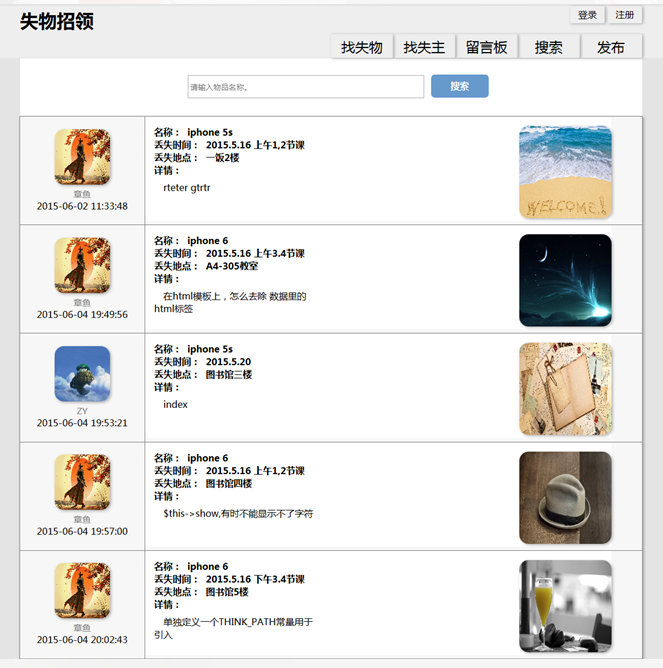 失物招领
登录 注册
找失物 找失主 留言板 搜索 发布
请输入物品名称。 搜索
名称： iphone 5s
丢失时间： 2015.5.16 上午1,2节课
丢失地点： 一饭2楼
详情：
rteter gtrtr
章鱼
2015-06-02 11:33:48
WELCOME!
名称： iphone 6
丢失时间： 2015.5.16 上午3.4节课
丢失地点： A4-305教室
详情：
在html模板上，怎么去除 数据里的
html标签
章鱼
2015-06-04 19:49:56
名称： iphone 5s
丢失时间： 2015.5.20
丢失地点： 图书馆三楼
详情：
index
ZY
2015-06-04 19:53:21
名称： iphone 6
丢失时间： 2015.5.16 上午1,2节课
丢失地点： 图书馆四楼
详情：
$this->show,有时不能显示不了字符
章鱼
2015-06-04 19:57:00
名称： iphone 6
丢失时间： 2015.5.16 下午3.4节课
丢失地点： 图书馆5楼
详情：
单独定义一个THINK_PATH常量用于
引入
章鱼
2015-06-04 20:02:43